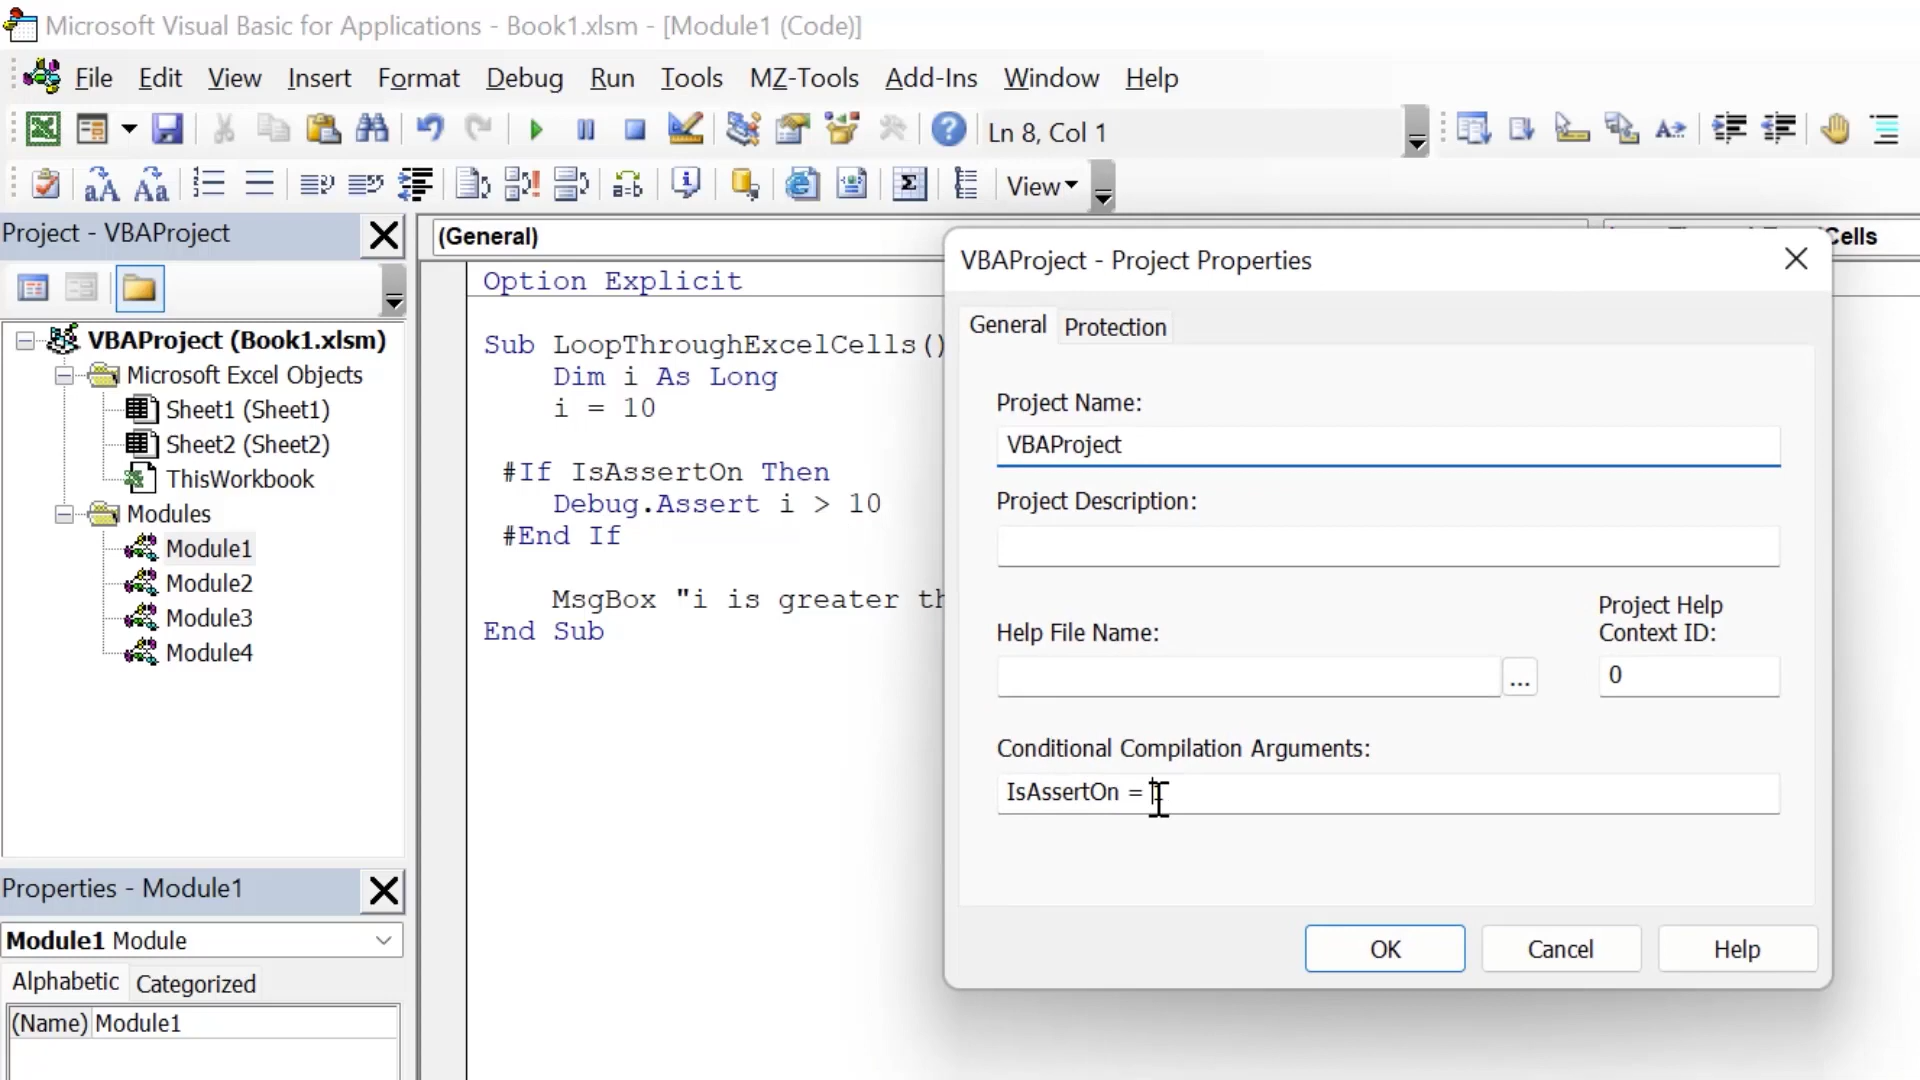 Microsoft Visual Basic for Applications - Book1.xlsm - [Module1 (Code)]
File Edit View Insert Format Debug Run Tools MZ-Tools Add-Ins Window Help
Ln 8, Col 1
View
Project - VBAProject
VBAProject (Book1.xlsm)
Microsoft Excel Objects
Sheet1 (Sheet1)
Sheet2 (Sheet2)
ThisWorkbook
Modules
Module1
Module2
Module3
Module4
Properties - Module1
Module1 Module
Alphabetic Categorized
(Name) Module1
(General)
Option Explicit
Sub LoopThroughExcelCells()
Dim i As Long
i = 10
#If IsAssertOn Then
Debug.Assert i > 10
#End If
MsgBox "i is greater
End Sub
VBAProject - Project Properties
General Protection
Project Name:
VBAProject
Project Description:
Help File Name:
...
Project Help
Context ID:
0
Conditional Compilation Arguments:
IsAssertOn =
OK Cancel Help